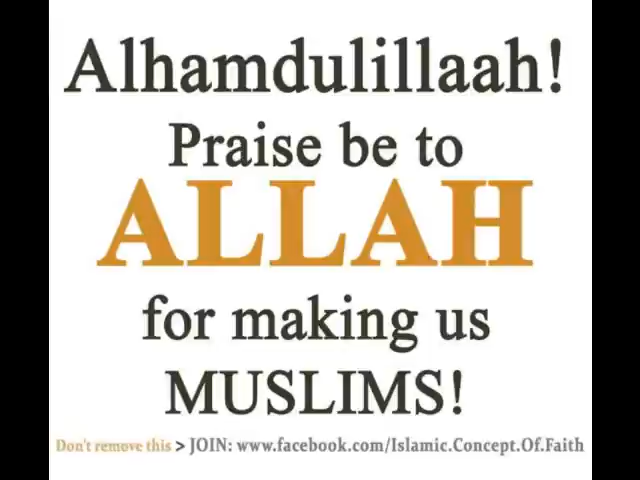 Alhamdulillaah!
Praise be to
ALLAH
for making us
MUSLIMS!
Don't remove this > JOIN: www.facebook.com/Islamic.Concept.Of.Faith